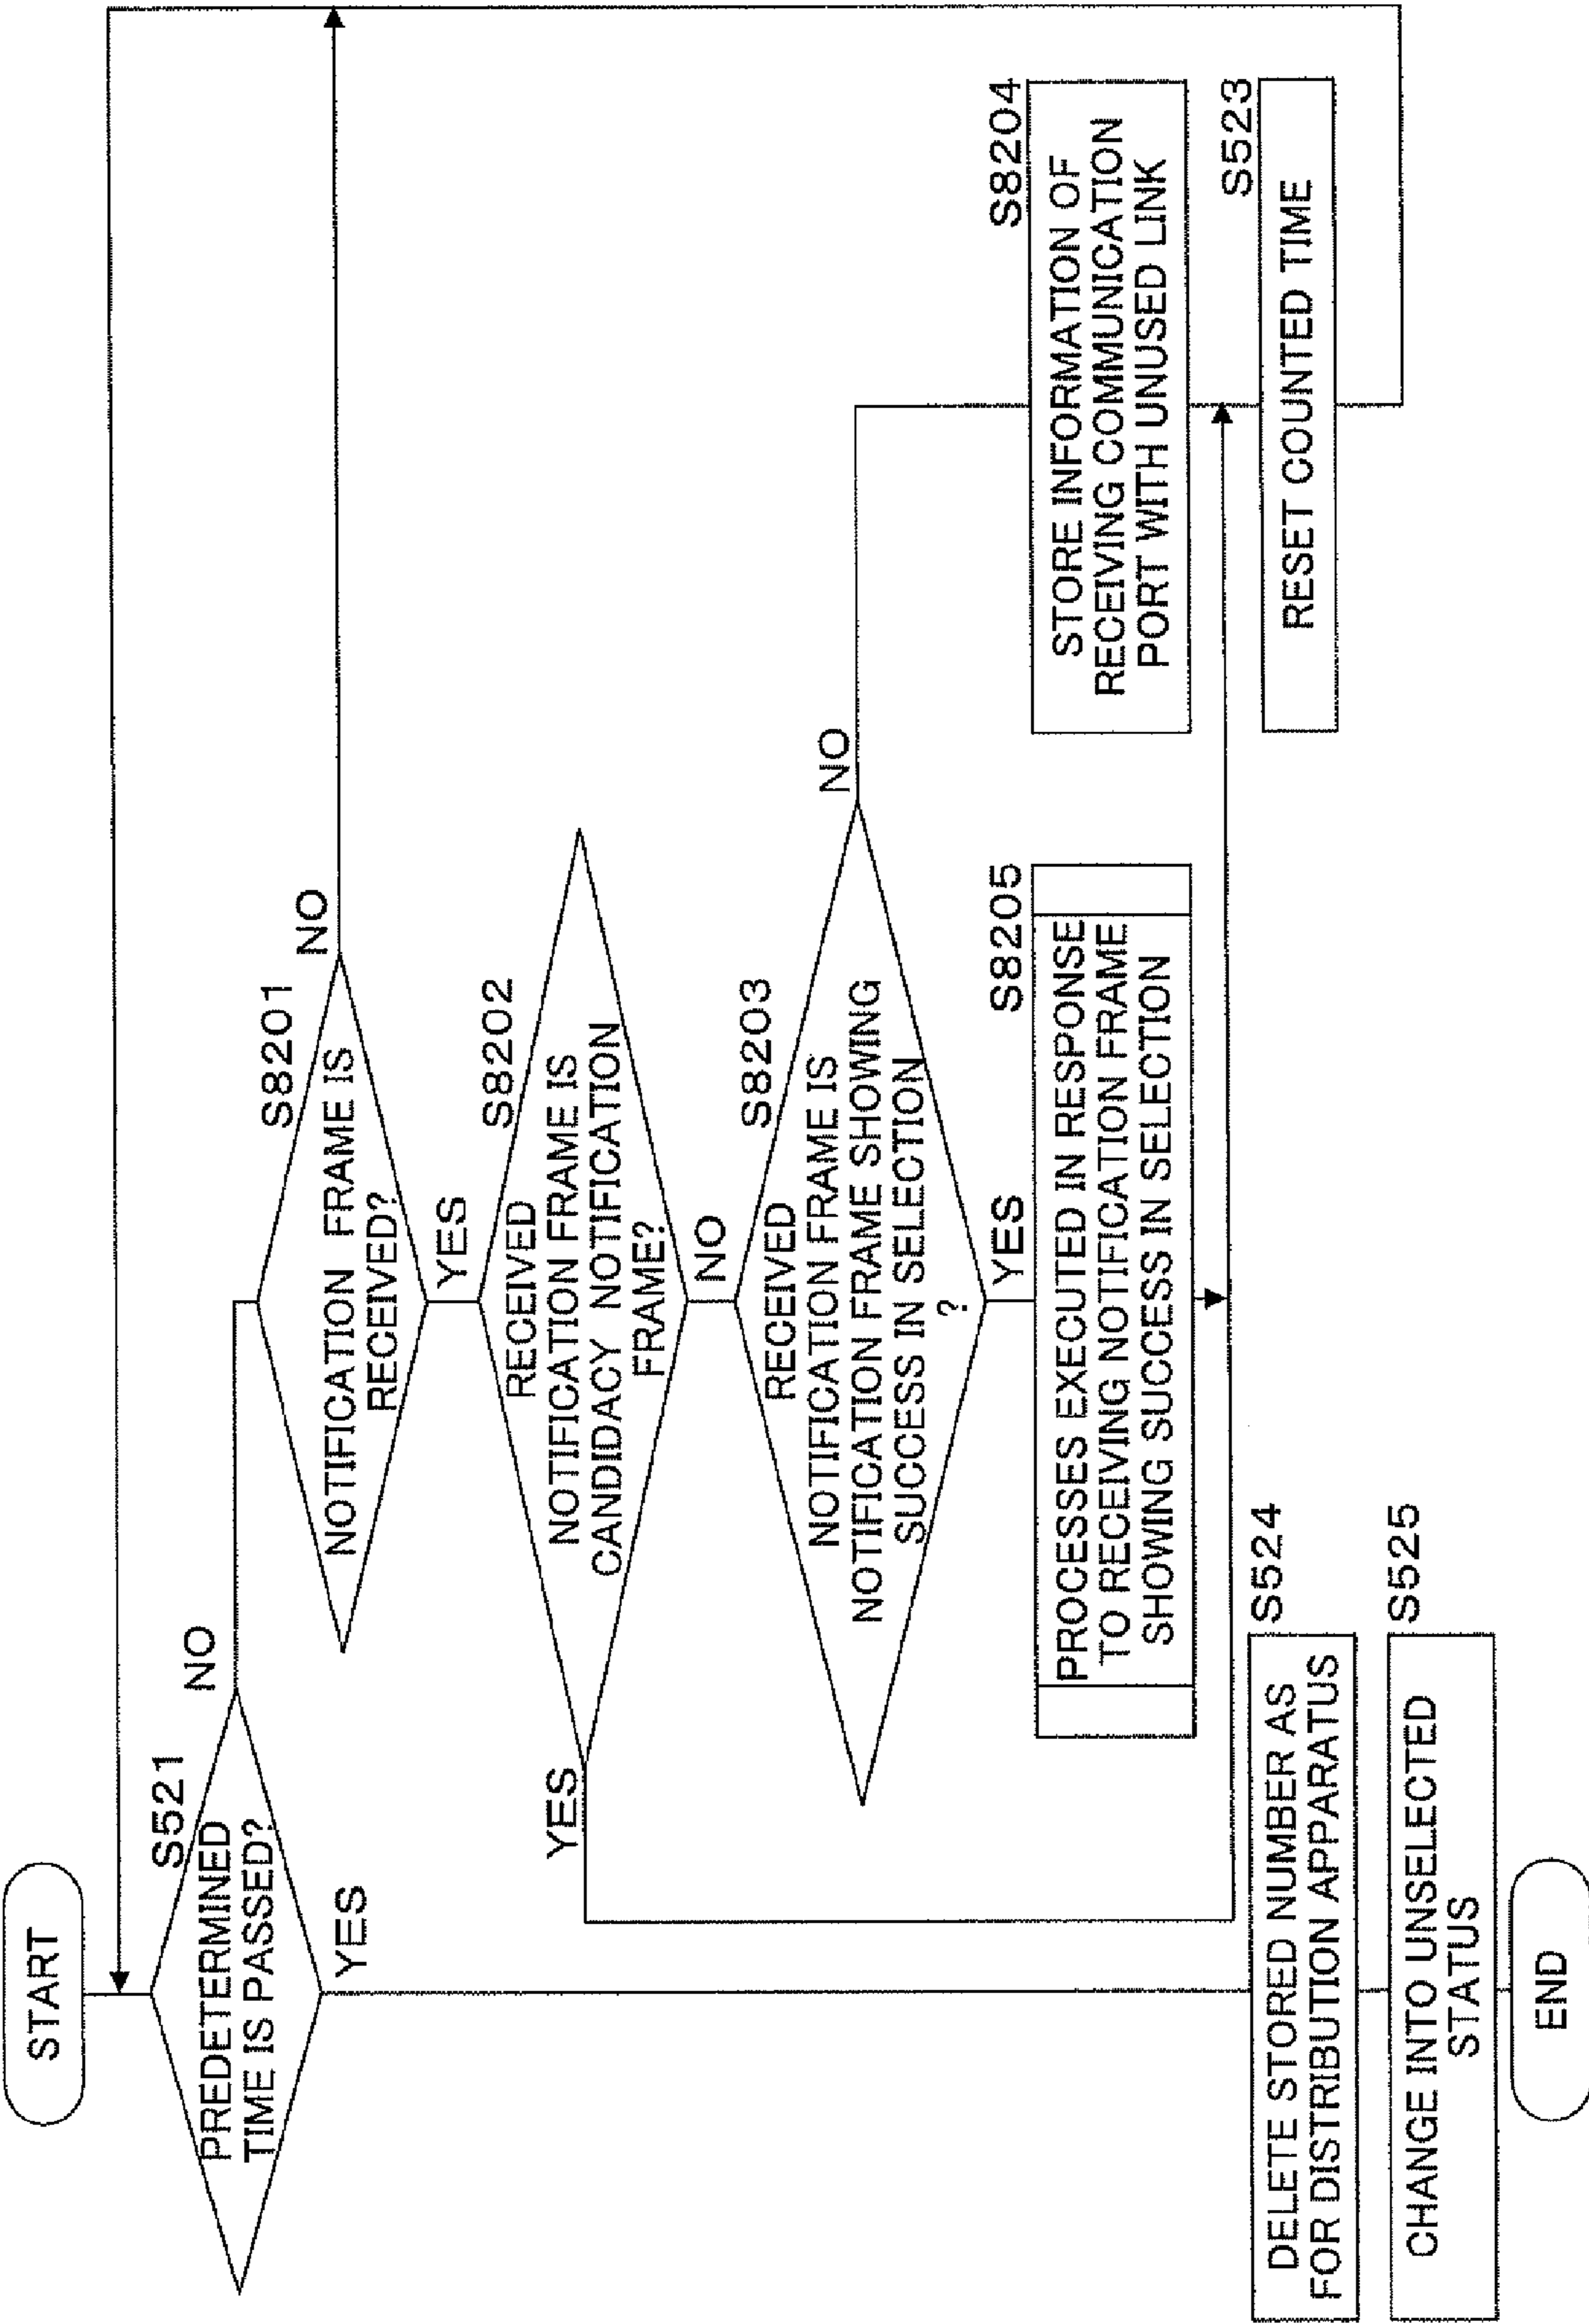 START
S521
PREDETERMINED
TIME IS PASSED?
NO
YES
S8201
NOTIFICATION FRAME IS
RECEIVED?
NO
YES
S8202
RECEIVED
NOTIFICATION FRAME IS
CANDIDACY NOTIFICATION
FRAME?
YES
NO
S8203
RECEIVED
NOTIFICATION FRAME IS
NOTIFICATION FRAME SHOWING
SUCCESS IN SELECTION
?
NO
YES
S8205
PROCESSES EXECUTED IN RESPONSE
TO RECEIVING NOTIFICATION FRAME
SHOWING SUCCESS IN SELECTION
S8204
STORE INFORMATION OF
RECEIVING COMMUNICATION
PORT WITH UNUSED LINK
S523
RESET COUNTED TIME
S524
DELETE STORED NUMBER AS
FOR DISTRIBUTION APPARATUS
S525
CHANGE INTO UNSELECTED
STATUS
END